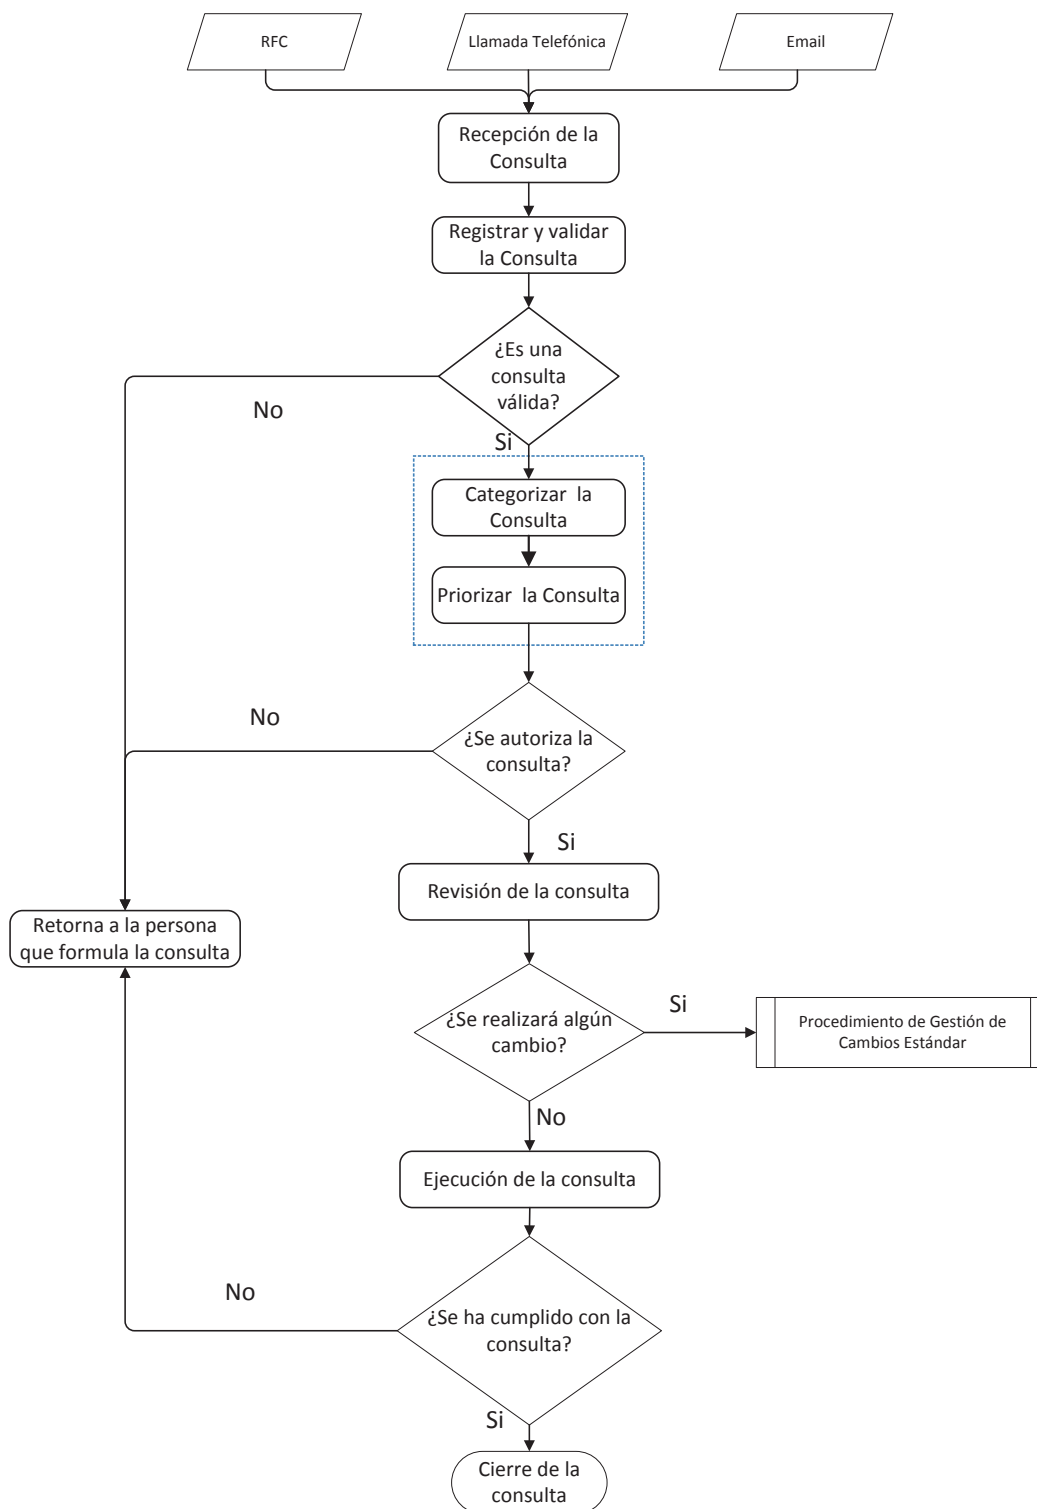 RFC
Llamada Telefónica
Email
Recepción de la
Consulta
Registrar y validar
la Consulta
¿Es una
consulta
válida?
No
Si
Categorizar la
Consulta
Priorizar la Consulta
No
¿Se autoriza la
consulta?
Si
Revisión de la consulta
Retorna a la persona
que formula la consulta
¿Se realizará algún
cambio?
Si
Procedimiento de Gestión de
Cambios Estándar
No
Ejecución de la consulta
No
¿Se ha cumplido con la
consulta?
Si
Cierre de la
consulta